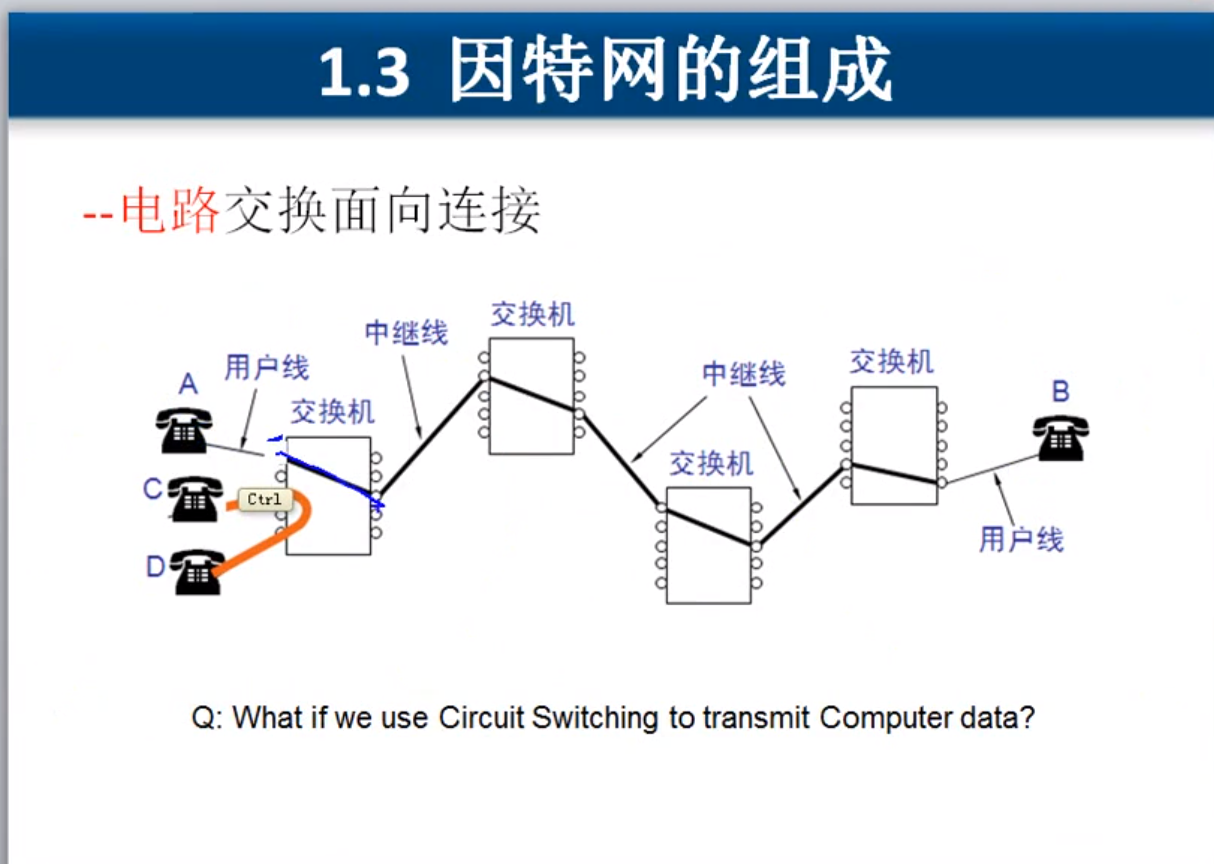 1.3 因特网的组成
--电路交换面向连接
交换机
中继线
用户线
A
交换机
中继线
交换机
B
交换机
C
Ctrl
D
用户线
Q: What if we use Circuit Switching to transmit Computer data?